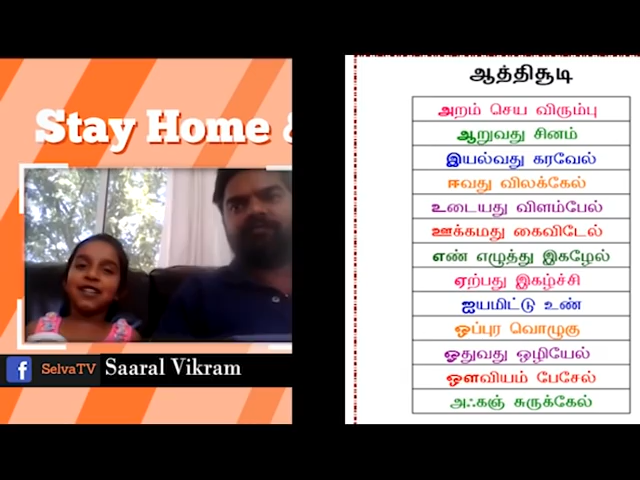 Stay Home &
SelvaTV Saaral Vikram
ஆத்திசூடி
அறம் செய விரும்பு
ஆறுவது சினம்
இயல்வது கரவேல்
ஈவது விலக்கேல்
உடையது விளம்பேல்
ஊக்கமது கைவிடேல்
எண் எழுத்து இகழேல்
ஏற்பது இகழ்ச்சி
ஐயமிட்டு உண்
ஒப்புர வொழுகு
ஓதுவது ஒழியேல்
ஔவியம் பேசேல்
அஃகஞ் சுருக்கேல்